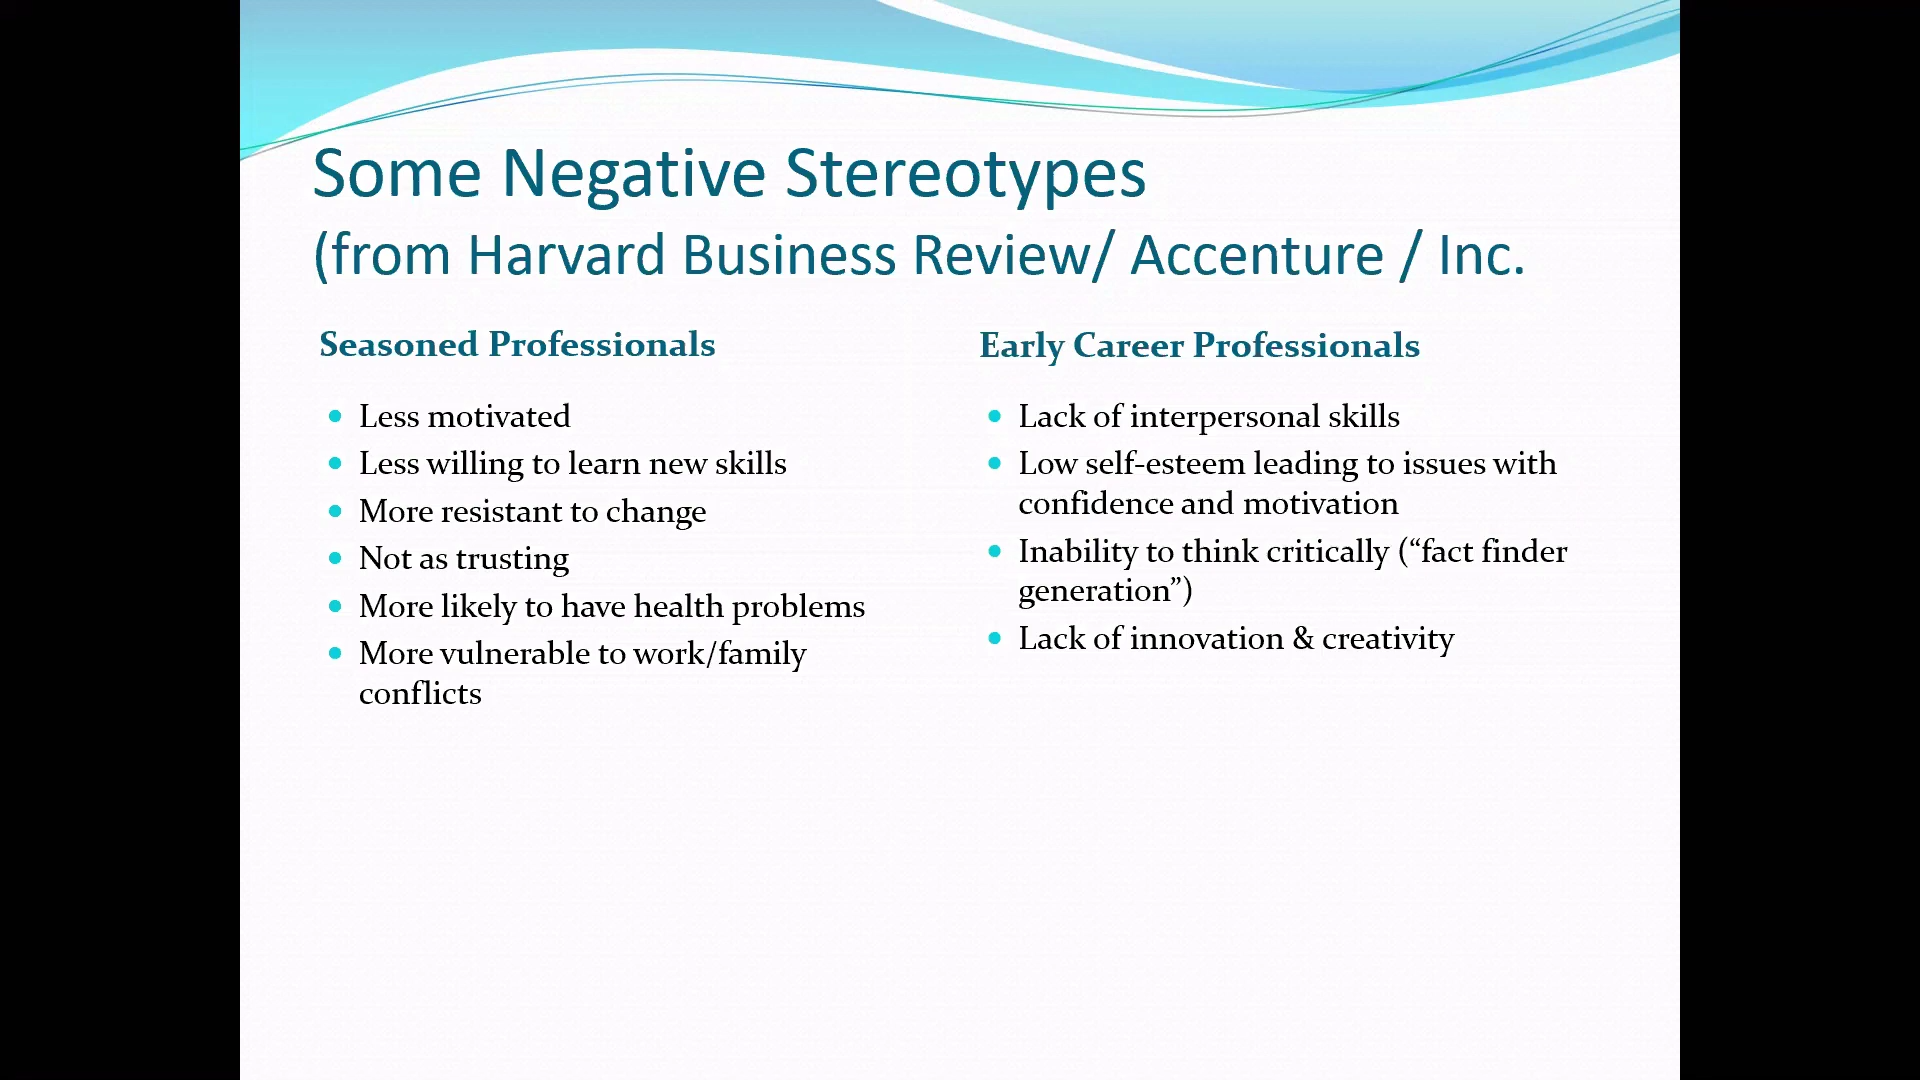 Some Negative Stereotypes
(from Harvard Business Review/ Accenture / Inc.
Seasoned Professionals
Less motivated
Less willing to learn new skills
More resistant to change
Not as trusting
More likely to have health problems
More vulnerable to work/family
conflicts
Early Career Professionals
Lack of interpersonal skills
Low self-esteem leading to issues with
confidence and motivation
Inability to think critically (“fact finder
generation”)
Lack of innovation & creativity